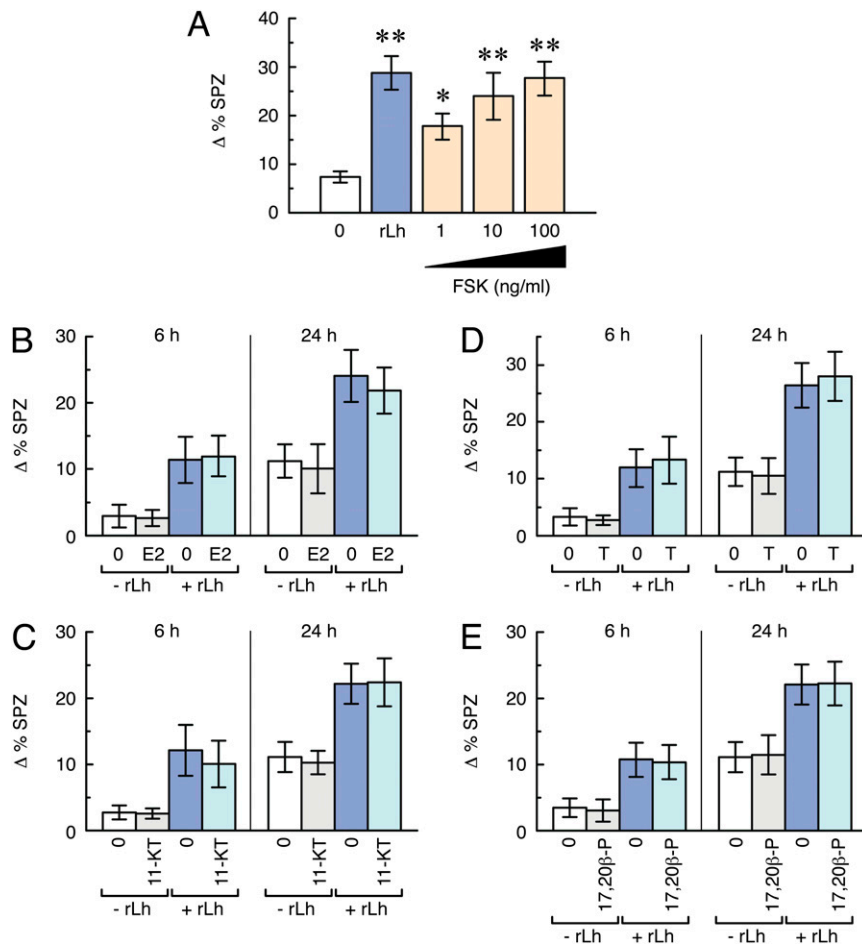 A
Δ % SPZ
40
30
20
10
0
** * ** **
0 rLh 1 10 100
FSK (ng/ml)
B
Δ % SPZ
30
20
10
0
6 h 24 h
0 E2 0 E2 0 E2 0 E2
- rLh + rLh - rLh + rLh
D
Δ % SPZ
30
20
10
0
6 h 24 h
0 T 0 T 0 T 0 T
- rLh + rLh - rLh + rLh
C
Δ % SPZ
30
20
10
0
6 h 24 h
0 11-KT 0 11-KT 0 11-KT 0 11-KT
- rLh + rLh - rLh + rLh
E
Δ % SPZ
30
20
10
0
6 h 24 h
0 17,20β-P 0 17,20β-P 0 17,20β-P 0 17,20β-P
- rLh + rLh - rLh + rLh